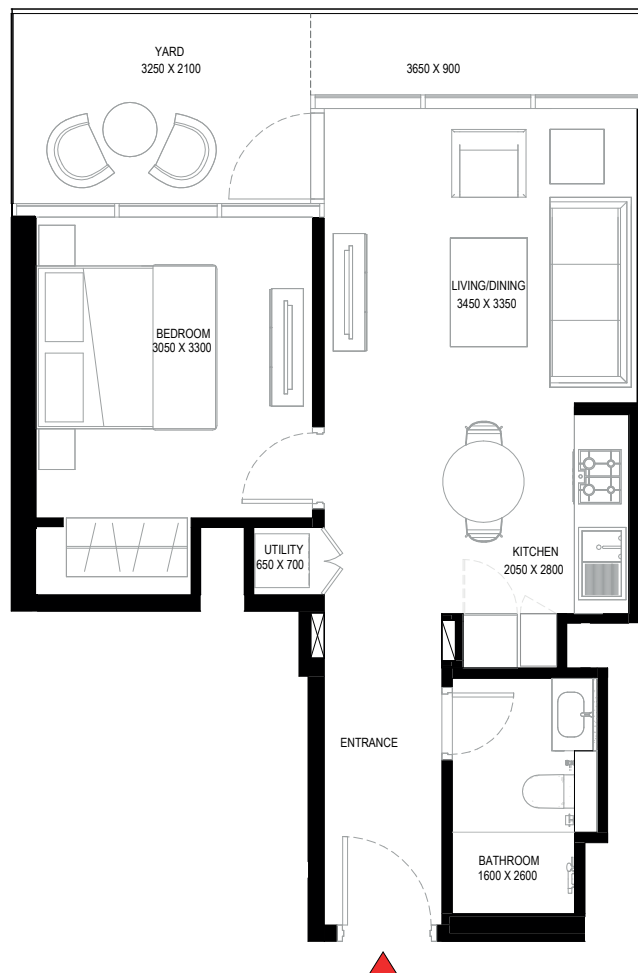 YARD
3250 X 2100
3650 X 900
LIVING/DINING
3450 X 3350
BEDROOM
3050 X 3300
UTILITY
650 X 700
KITCHEN
2050 X 2800
ENTRANCE
BATHROOM
1600 X 2600